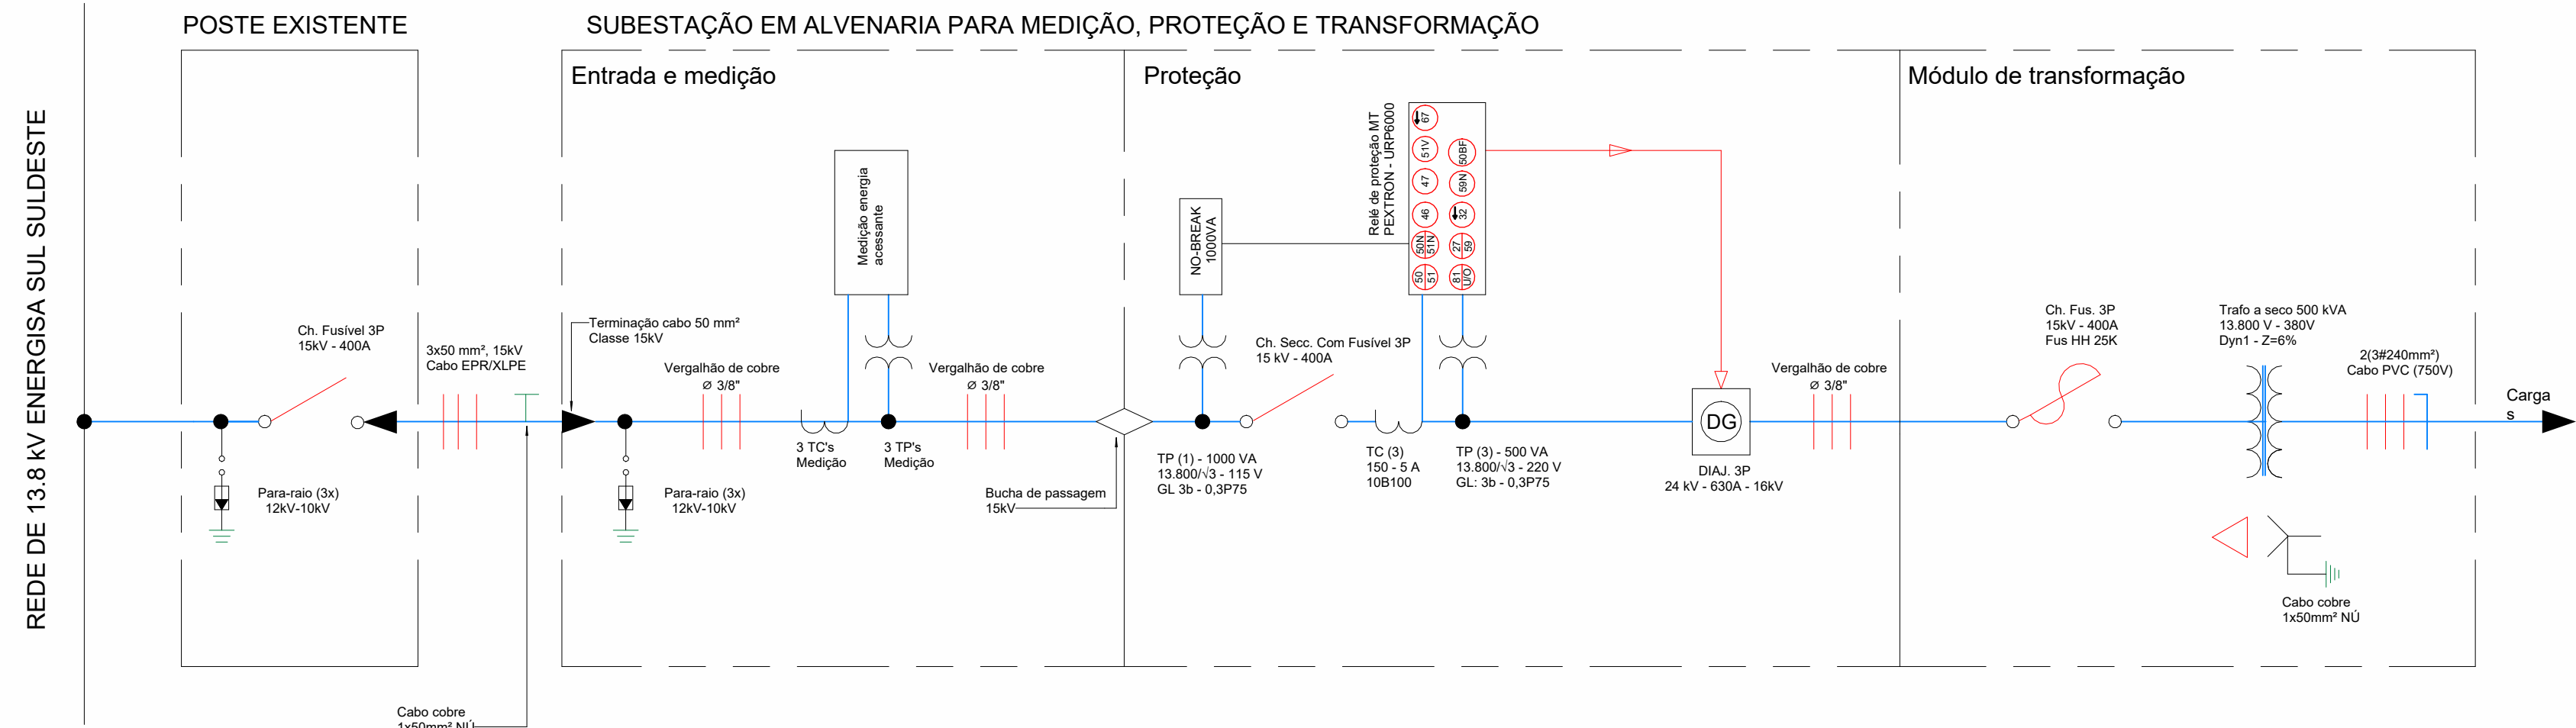 POSTE EXISTENTE
SUBESTAÇÃO EM ALVENARIA PARA MEDIÇÃO, PROTEÇÃO E TRANSFORMAÇÃO
REDE DE 13.8 kV ENERGISA SUL SULDESTE
Ch. Fusível 3P
15kV - 400A
Para-raio (3x)
12kV-10kV
3x50 mm², 15kV
Cabo EPR/XLPE
Cabo cobre
1x50mm² NÚ
Entrada e medição
Terminação cabo 50 mm²
Classe 15kV
Para-raio (3x)
12kV-10kV
Vergalhão de cobre
Ø 3/8"
Medição energia
acessante
3 TC's
Medição
3 TP's
Medição
Vergalhão de cobre
Ø 3/8"
Bucha de passagem
15kV
Proteção
NO-BREAK
1000VA
TP (1) - 1000 VA
13.800/√3 - 115 V
GL 3b - 0,3P75
Ch. Secc. Com Fusível 3P
15 kV - 400A
Relé de proteção MT
PEXTRON - URP6000
67
51V
50BF
47
59N
46
32
50N
51N
27
59
50
51
81
U/O
TC (3)
150 - 5 A
10B100
TP (3) - 500 VA
13.800/√3 - 220 V
GL: 3b - 0,3P75
DG
DIAJ. 3P
24 kV - 630A - 16kV
Vergalhão de cobre
Ø 3/8"
Módulo de transformação
Ch. Fus. 3P
15kV - 400A
Fus HH 25K
Trafo a seco 500 kVA
13.800 V - 380V
Dyn1 - Z=6%
2(3#240mm²)
Cabo PVC (750V)
Cabo cobre
1x50mm² NÚ
Carga
s